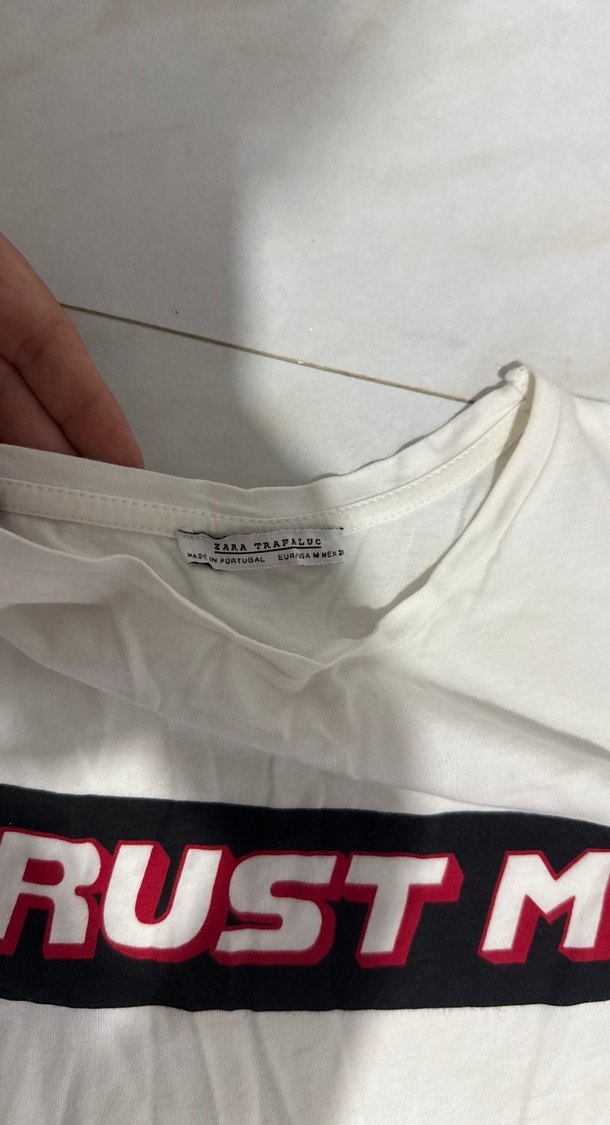 ZARA TRAFALUC
MADE IN PORTUGAL EUR/USA M MEX 28
RUST M